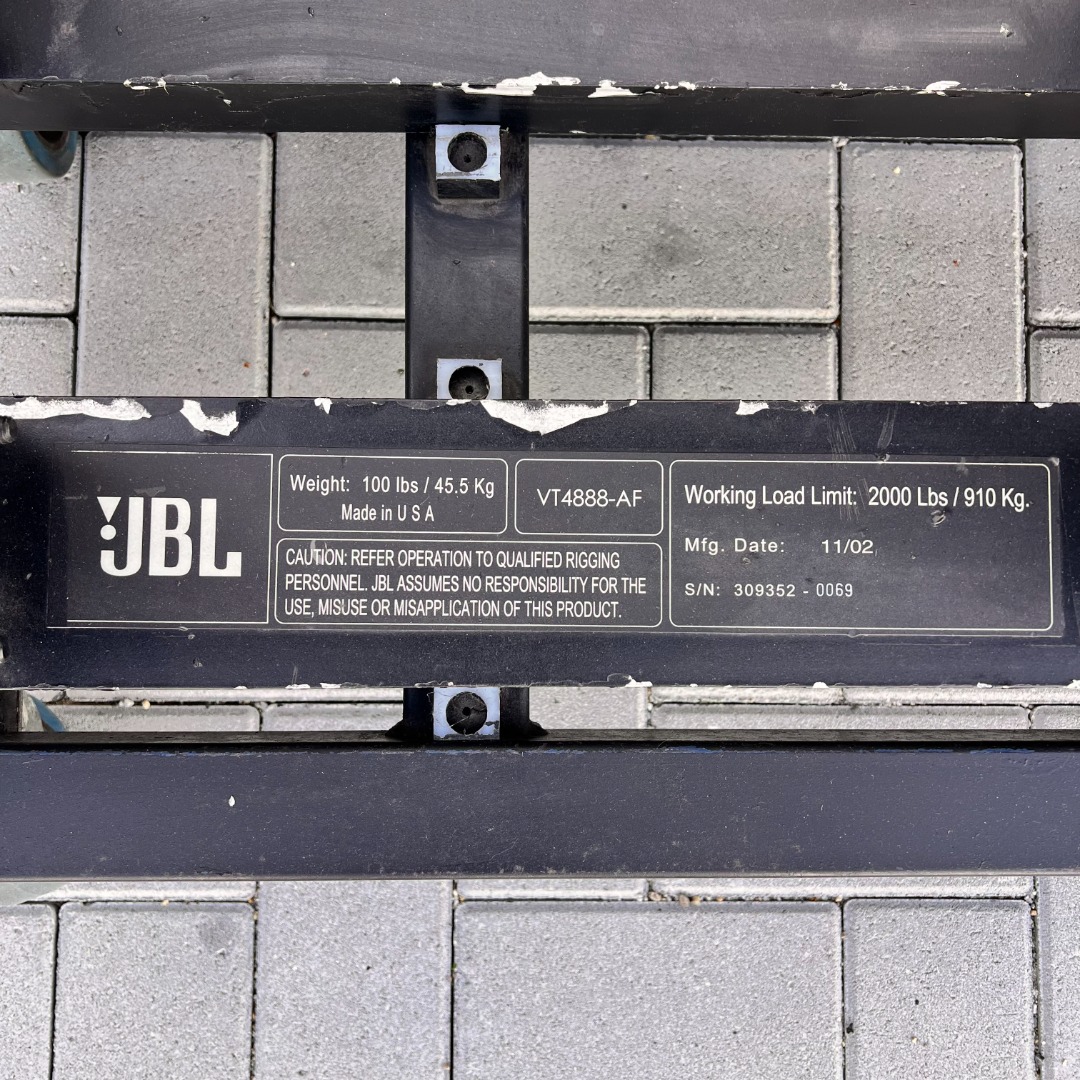 JBL
Weight: 100 lbs / 45.5 Kg
Made in U S A
VT4888-AF
CAUTION: REFER OPERATION TO QUALIFIED RIGGING
PERSONNEL. JBL ASSUMES NO RESPONSIBILITY FOR THE
USE, MISUSE OR MISAPPLICATION OF THIS PRODUCT.
Working Load Limit: 2000 Lbs / 910 Kg.
Mfg. Date: 11/02
S/N: 309352 - 0069